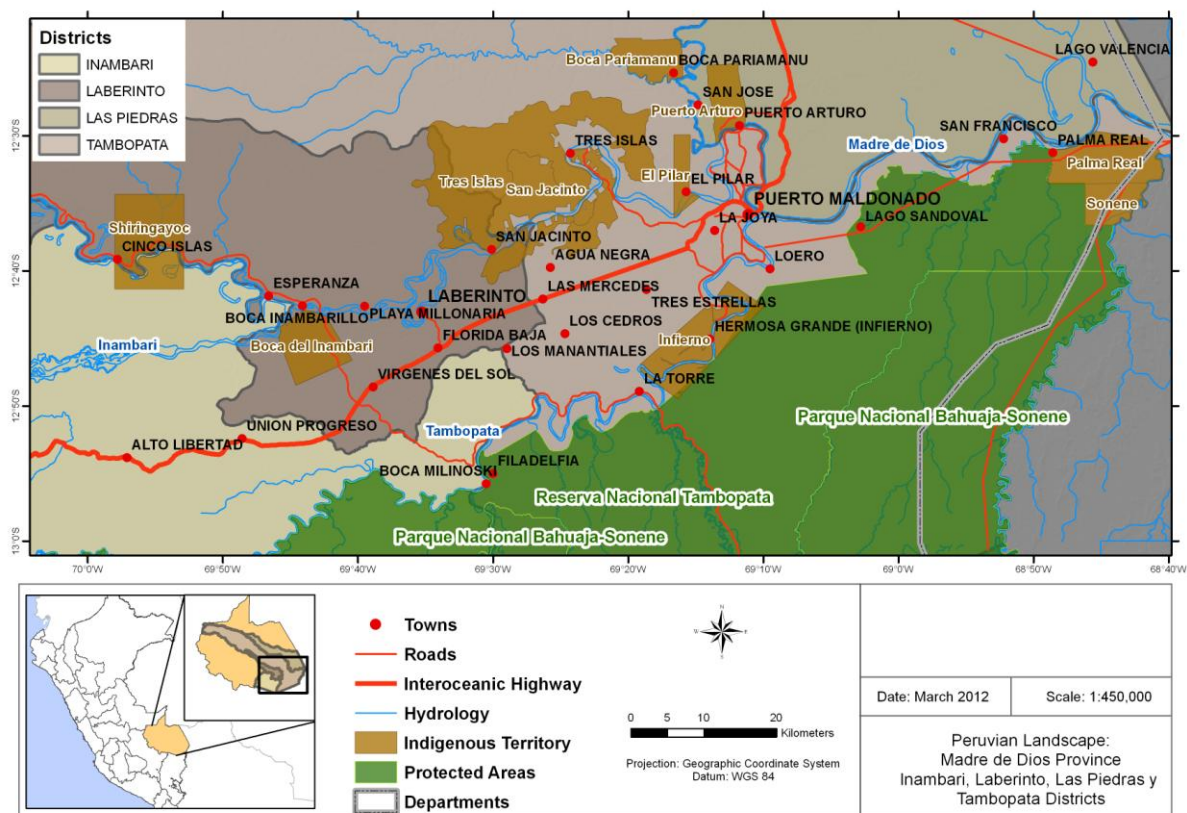 Districts
INAMBARI
LABERINTO
LAS PIEDRAS
TAMBOPATA
LAGO VALENCIA
Boca Pariamanu
BOCA PARIAMANU
SAN JOSE
Puerto Arturo
PUERTO ARTURO
SAN FRANCISCO
PALMA REAL
Madre de Dios
Palma Real
TRES ISLAS
Tres Islas
San Jacinto
El Pilar
EL PILAR
PUERTO MALDONADO
Sonene
LA JOYA
LAGO SANDOVAL
Shiringayoc
CINCO ISLAS
SAN JACINTO
AGUA NEGRA
LOERO
ESPERANZA
LABERINTO
LAS MERCEDES
TRES ESTRELLAS
BOCA INAMBARILLO
PLAYA MILLONARIA
FLORIDA BAJA
LOS CEDROS
HERMOSA GRANDE (INFIERNO)
Inambari
Boca del Inambari
LOS MANANTIALES
Infierno
VIRGENES DEL SOL
LA TORRE
Parque Nacional Bahuaja-Sonene
UNION PROGRESO
ALTO LIBERTAD
Tambopata
BOCA MILINOSKI
FILADELFIA
Reserva Nacional Tambopata
Parque Nacional Bahuaja-Sonene
12°30'S
12°40'S
12°50'S
13°0'S
70°0'W
69°50'W
69°40'W
69°30'W
69°20'W
69°10'W
69°0'W
68°50'W
68°40'W
Towns
Roads
Interoceanic Highway
Hydrology
Indigenous Territory
Protected Areas
Departments
N
W
E
S
0 5 10 20
Kilometers
Projection: Geographic Coordinate System
Datum: WGS 84
Date: March 2012
Scale: 1:450,000
Peruvian Landscape:
Madre de Dios Province
Inambari, Laberinto, Las Piedras y
Tambopata Districts